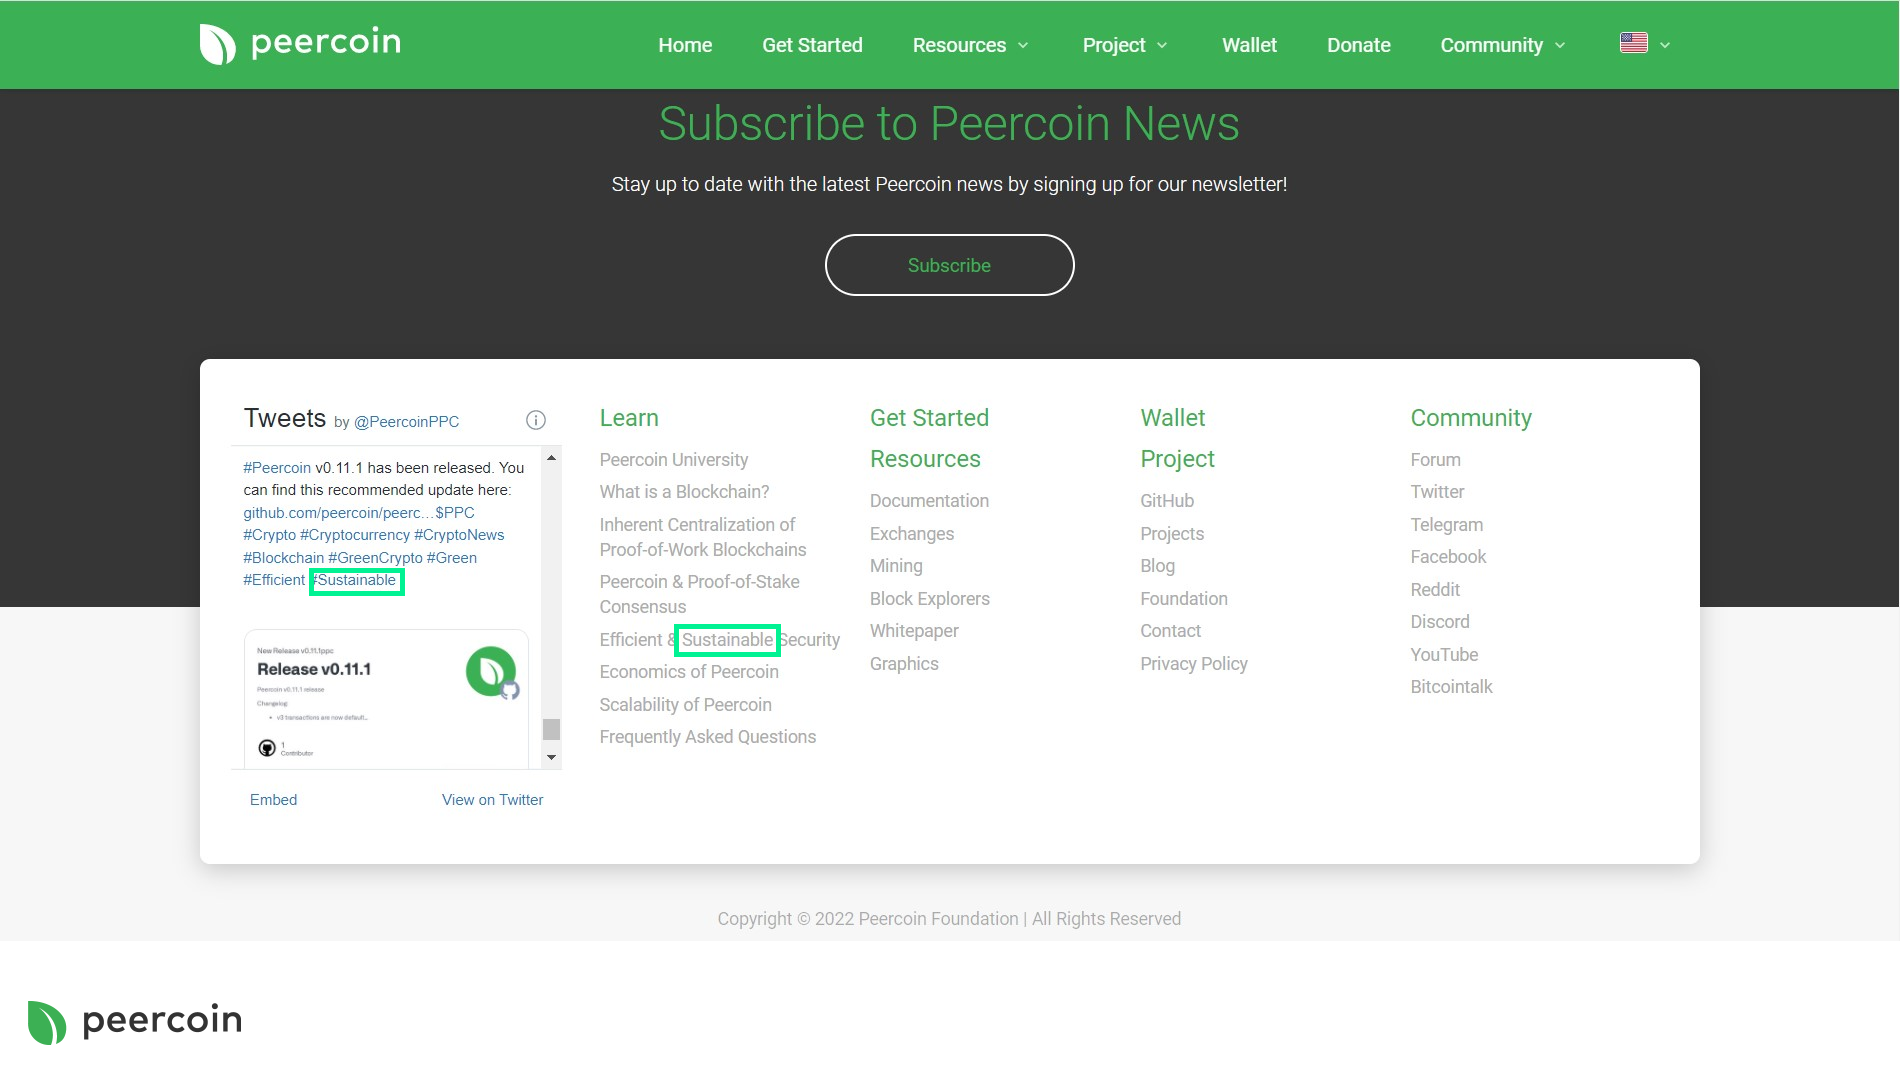 peercoin
Home Get Started Resources Project Wallet Donate Community
Subscribe to Peercoin News
Stay up to date with the latest Peercoin news by signing up for our newsletter!
Subscribe
Tweets by @PeercoinPPC
#Peercoin v0.11.1 has been released. You
can find this recommended update here:
github.com/peercoin/peerc…$PPC
#Crypto #Cryptocurrency #CryptoNews
#Blockchain #GreenCrypto #Green
#Efficient #Sustainable
New Release v0.11.1ppc
Release v0.11.1
Peercoin v0.11.1 release
Changelog:
• v3 transactions are now default...
1
Contributor
Embed
View on Twitter
Learn
Peercoin University
What is a Blockchain?
Inherent Centralization of
Proof-of-Work Blockchains
Peercoin & Proof-of-Stake
Consensus
Efficient & Sustainable Security
Economics of Peercoin
Scalability of Peercoin
Frequently Asked Questions
Get Started
Resources
Documentation
Exchanges
Mining
Block Explorers
Whitepaper
Graphics
Wallet
Project
GitHub
Projects
Blog
Foundation
Contact
Privacy Policy
Community
Forum
Twitter
Telegram
Facebook
Reddit
Discord
YouTube
Bitcointalk
Copyright © 2022 Peercoin Foundation | All Rights Reserved
peercoin